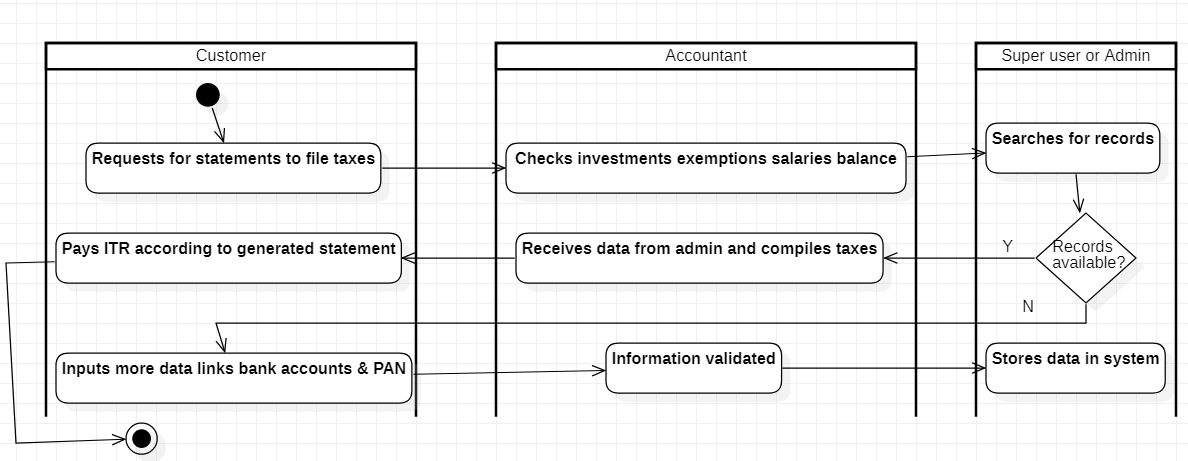 Customer
Accountant
Super user or Admin
Requests for statements to file taxes
Checks investments exemptions salaries balance
Searches for records
Pays ITR according to generated statement
Receives data from admin and compiles taxes
Y
Records
available?
N
Inputs more data links bank accounts & PAN
Information validated
Stores data in system